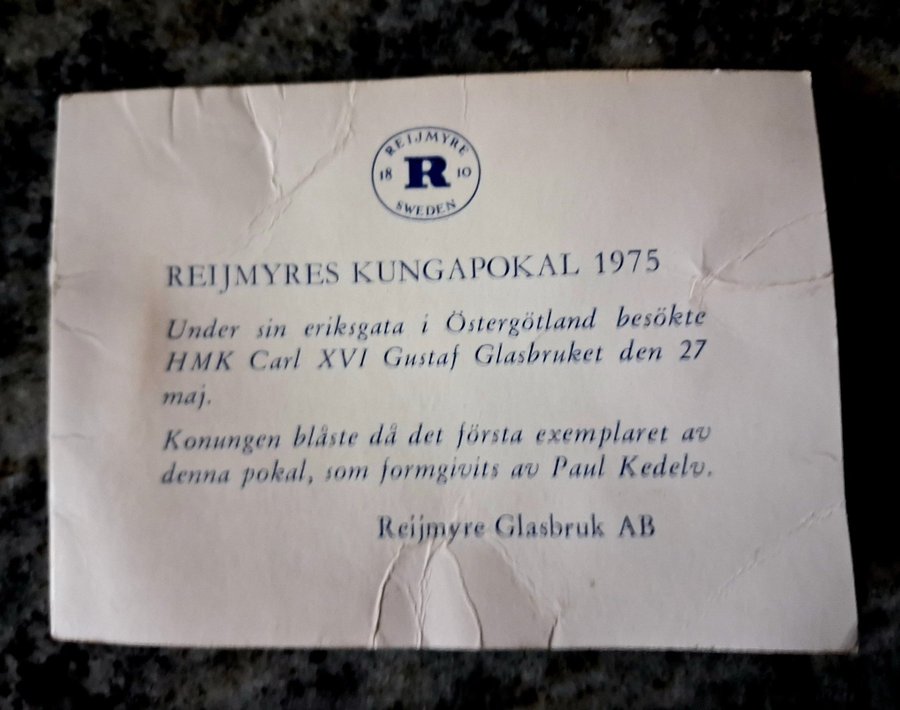 REIJMYRE
18 R 10
SWEDEN
REIJMYRES KUNGAPOKAL 1975
Under sin eriksgata i Östergötland besökte
HMK Carl XVI Gustaf Glasbruket den 27
maj.
Konungen blåste då det första exemplaret av
denna pokal, som formgivits av Paul Kedelv.
Reijmyre Glasbruk AB